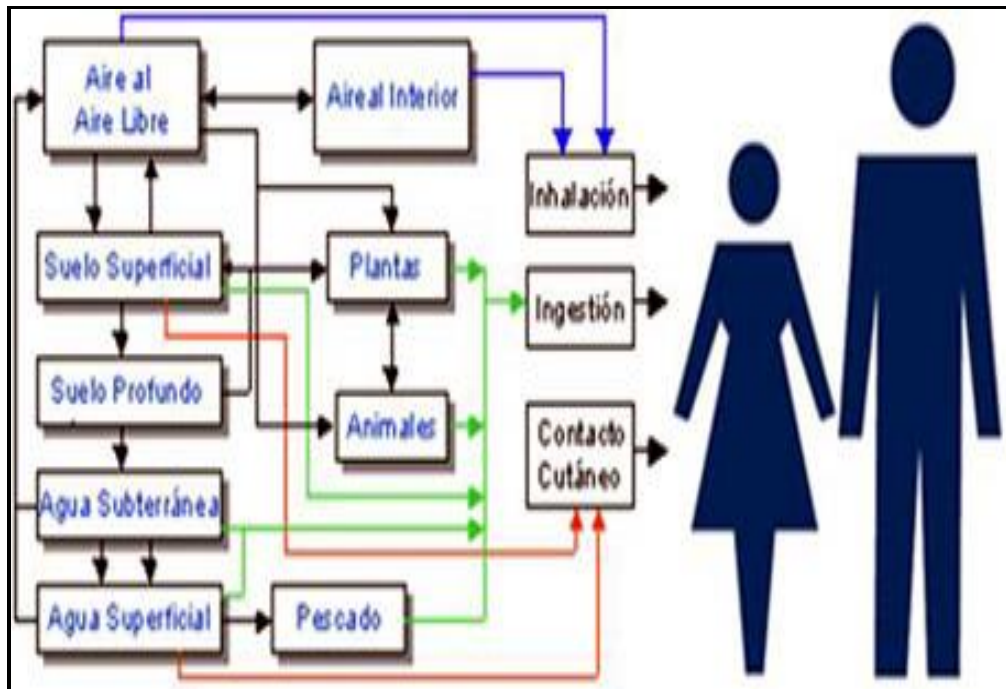 Aire al
Aire Libre
Aireal Interior
Inhalación
Suelo Superficial
Plantas
Ingestión
Suelo Profundo
Animales
Contacto
Cutáneo
Agua Subterránea
Agua Superficial
Pescado